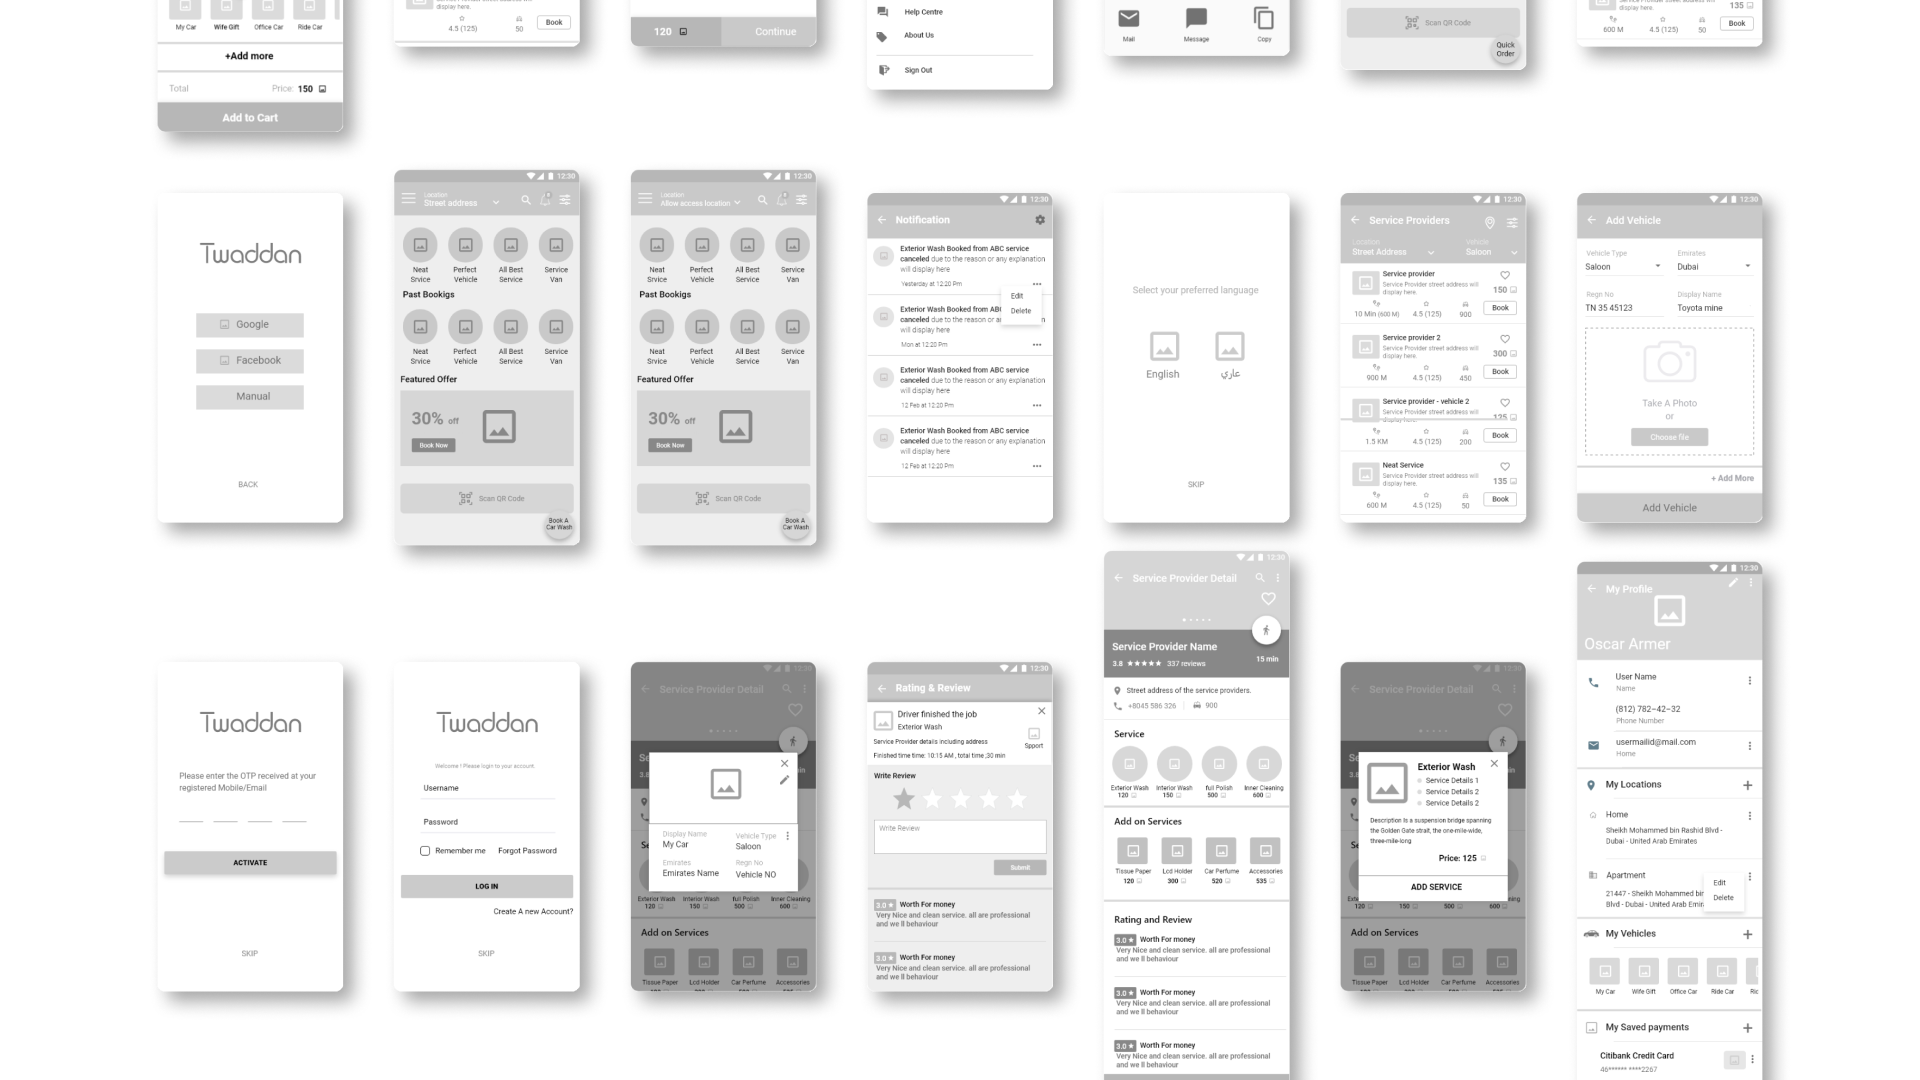 My Car Wife Gift Office Car Ride Car
+Add more
Total Price: 150
Add to Cart
4.5 (125) 50 Book
120 Continue
Help Centre
About Us
Sign Out
Mail Message Copy
Scan QR Code
Quick
Order
display here. 135
600 M 4.5 (125) 50 Book
Twaddan
Google
Facebook
Manual
BACK
12:30
Location
Street address
Neat Perfect All Best Service
Srvice Vehicle Service Van
Past Bookigs
Neat Perfect All Best Service
Srvice Vehicle Service Van
Featured Offer
30% off
Book Now
Scan QR Code
Book A
Car Wash
12:30
Location
Allow access location
Neat Perfect All Best Service
Srvice Vehicle Service Van
Past Bookigs
Neat Perfect All Best Service
Srvice Vehicle Service Van
Featured Offer
30% off
Book Now
Scan QR Code
Book A
Car Wash
12:30
Notification
Exterior Wash Booked from ABC service
canceled due to the reason or any explanation
will display here
Yesterday at 12:20 Pm
Edit
Delete
Exterior Wash Booked from ABC
canceled due to the reason or
will display here
Mon at 12:20 Pm
Exterior Wash Booked from ABC service
canceled due to the reason or any explanation
will display here
12 Feb at 12:20 Pm
Exterior Wash Booked from ABC service
canceled due to the reason or any explanation
will display here
12 Feb at 12:20 Pm
Select your preferred language
English عاري
SKIP
12:30
Service Providers
Location Vehicle
Street Address Saloon
Service provider
Service Provider street address will
display here. 150
10 Min (600 M) 4.5 (125) 900 Book
Service provider 2
Service Provider street address will
display here. 300
900 M 4.5 (125) 450 Book
Service provider - vehicle 2
Service Provider street address will
display here. 125
1.5 KM 4.5 (125) 200 Book
Neat Service
Service Provider street address will
display here. 135
600 M 4.5 (125) 50 Book
12:30
Add Vehicle
Vehicle Type Emirates
Saloon Dubai
Regn No Display Name
TN 35 45123 Toyota mine
Take A Photo
or
Choose file
+ Add More
Add Vehicle
Twaddan
Please enter the OTP received at your
registered Mobile/Email
ACTIVATE
SKIP
Twaddan
Welcome ! Please login to your account.
Username
Password
Remember me Forgot Password
LOG IN
Create A new Account?
SKIP
12:30
Service Provider Detail
Display Name Vehicle Type
My Car Saloon
Emirates Regn No
Emirates Name Vehicle NO
Exterior Wash Interior Wash full Polish Inner Cleaning
120 150 500 600
Add on Services
Tissue Paper Lcd Holder Car Perfume Accessories
12:30
Rating & Review
Driver finished the job
Exterior Wash
Service Provider details including address
Spport
Finished time time: 10:15 AM , total time ;30 min
Write Review
Write Review
Submit
3.0 Worth For money
Very Nice and clean service. all are professional
and we ll behaviour
3.0 Worth For money
Very Nice and clean service. all are professional
and we ll behaviour
12:30
Service Provider Detail
Service Provider Name
3.8 337 reviews 15 min
Street address of the service providers.
+8045 586 326 900
Service
Exterior Wash Interior Wash full Polish Inner Cleaning
120 150 500 600
Add on Services
Tissue Paper Lcd Holder Car Perfume Accessories
120 300 520 535
Rating and Review
3.0 Worth For money
Very Nice and clean service. all are professional
and we ll behaviour
3.0 Worth For money
Very Nice and clean service. all are professional
and we ll behaviour
3.0 Worth For money
Very Nice and clean service. all are professional
and we ll behaviour
12:30
Service Provider Detail
Exterior Wash
Service Details 1
Service Details 2
Service Details 2
Description Is a suspension bridge spanning
the Golden Gate strait, the one-mile-wide,
three-mile-long
Price: 125
ADD SERVICE
120 150 500 600
Add on Services
Tissue Paper Lcd Holder Car Perfume Accessories
12:30
My Profile
Oscar Armer
User Name
Name
(812) 782–42–32
Phone Number
usermailid@mail.com
Home
My Locations
Home
Sheikh Mohammed bin Rashid Blvd -
Dubai - United Arab Emirates
Apartment
Edit
Delete
21447 - Sheikh Mohammed bin
Blvd - Dubai - United Arab Emir
My Vehicles
My Car Wife Gift Office Car Ride Car Ric
My Saved payments
Citibank Credit Card
46****** ****2267